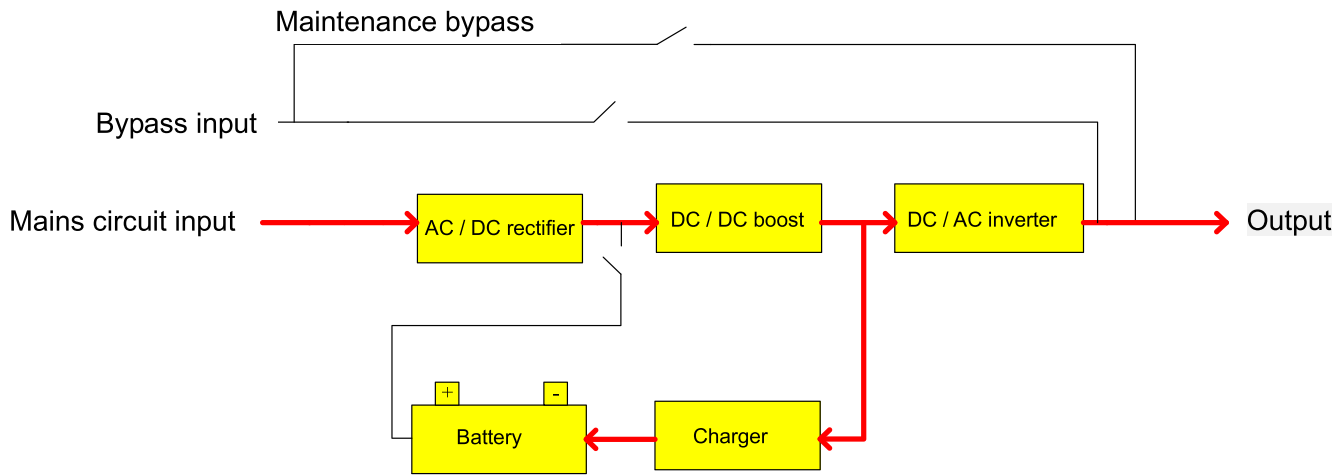 Maintenance bypass
Bypass input
Mains circuit input
AC / DC rectifier
DC / DC boost
DC / AC inverter
Output
+
-
Battery
Charger